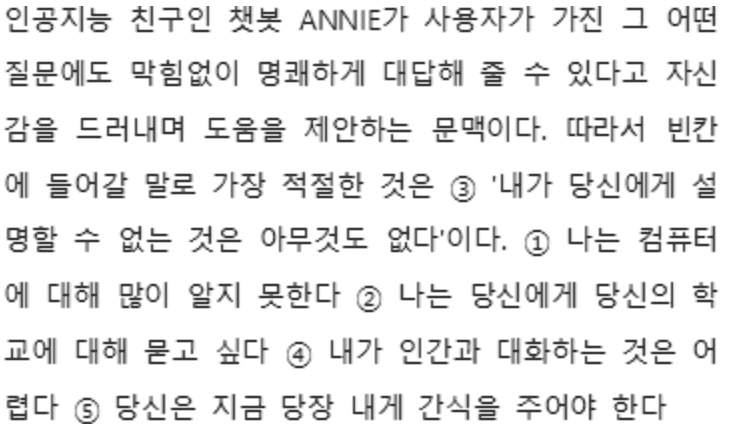 인공지능 친구인 챗봇 ANNIE가 사용자가 가진 그 어떤
질문에도 막힘없이 명쾌하게 대답해 줄 수 있다고 자신
감을 드러내며 도움을 제안하는 문맥이다. 따라서 빈칸
에 들어갈 말로 가장 적절한 것은 ③ '내가 당신에게 설
명할 수 없는 것은 아무것도 없다'이다. ① 나는 컴퓨터
에 대해 많이 알지 못한다 ② 나는 당신에게 당신의 학
교에 대해 묻고 싶다 ④ 내가 인간과 대화하는 것은 어
렵다 ⑤ 당신은 지금 당장 내게 간식을 주어야 한다